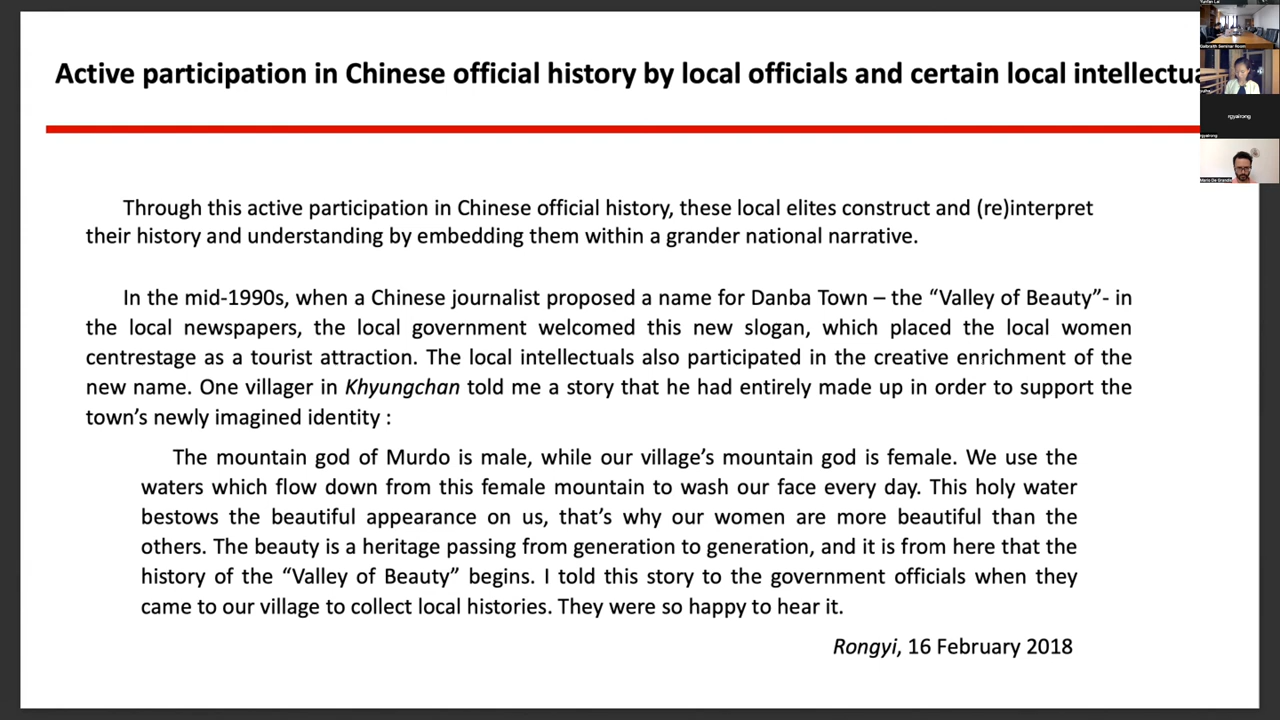 Active participation in Chinese official history by local officials and certain local intellectua
Through this active participation in Chinese official history, these local elites construct and (re)interpret
their history and understanding by embedding them within a grander national narrative.
In the mid-1990s, when a Chinese journalist proposed a name for Danba Town – the “Valley of Beauty”- in
the local newspapers, the local government welcomed this new slogan, which placed the local women
centrestage as a tourist attraction. The local intellectuals also participated in the creative enrichment of the
new name. One villager in Khyungchan told me a story that he had entirely made up in order to support the
town’s newly imagined identity :
The mountain god of Murdo is male, while our village’s mountain god is female. We use the
waters which flow down from this female mountain to wash our face every day. This holy water
bestows the beautiful appearance on us, that’s why our women are more beautiful than the
others. The beauty is a heritage passing from generation to generation, and it is from here that the
history of the “Valley of Beauty” begins. I told this story to the government officials when they
came to our village to collect local histories. They were so happy to hear it.
Rongyi, 16 February 2018
Yunfan Lai
Galbraith Seminar Room
rgyalrong
rgyalrong